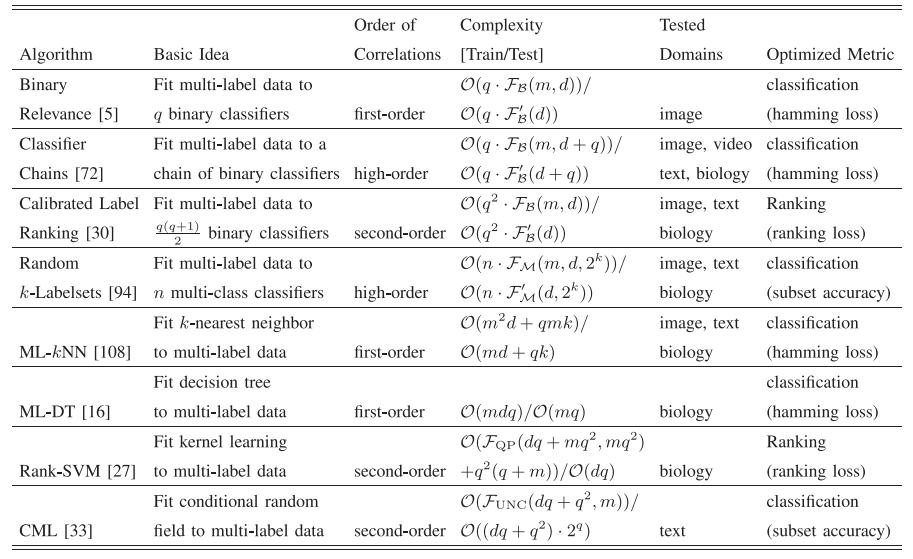 Order of Complexity Tested
Algorithm Basic Idea Correlations [Train/Test] Domains Optimized Metric
Binary Fit multi-label data to $\mathcal{O}(q \cdot \mathcal{F}_{\mathcal{B}}(m, d))/$ classification
Relevance [5] $q$ binary classifiers first-order $\mathcal{O}(q \cdot \mathcal{F}'_{\mathcal{B}}(d))$ image (hamming loss)
Classifier Fit multi-label data to a $\mathcal{O}(q \cdot \mathcal{F}_{\mathcal{B}}(m, d + q))/$ image, video classification
Chains [72] chain of binary classifiers high-order $\mathcal{O}(q \cdot \mathcal{F}'_{\mathcal{B}}(d + q))$ text, biology (hamming loss)
Calibrated Label Fit multi-label data to $\mathcal{O}(q^2 \cdot \mathcal{F}_{\mathcal{B}}(m, d))/$ image, text Ranking
Ranking [30] $\frac{q(q+1)}{2}$ binary classifiers second-order $\mathcal{O}(q^2 \cdot \mathcal{F}'_{\mathcal{B}}(d))$ biology (ranking loss)
Random Fit multi-label data to $\mathcal{O}(n \cdot \mathcal{F}_{\mathcal{M}}(m, d, 2^k))/$ image, text classification
$k$-Labelsets [94] $n$ multi-class classifiers high-order $\mathcal{O}(n \cdot \mathcal{F}'_{\mathcal{M}}(d, 2^k))$ biology (subset accuracy)
Fit $k$-nearest neighbor $\mathcal{O}(m^2 d + qmk)/$ image, text classification
ML-$k$NN [108] to multi-label data first-order $\mathcal{O}(md + qk)$ biology (hamming loss)
Fit decision tree classification
ML-DT [16] to multi-label data first-order $\mathcal{O}(mdq)/\mathcal{O}(mq)$ biology (hamming loss)
Fit kernel learning $\mathcal{O}(\mathcal{F}_{\mathrm{QP}}(dq + mq^2, mq^2)$ Ranking
Rank-SVM [27] to multi-label data second-order $+q^2(q + m))/\mathcal{O}(dq)$ biology (ranking loss)
Fit conditional random $\mathcal{O}(\mathcal{F}_{\mathrm{UNC}}(dq + q^2, m))/$ classification
CML [33] field to multi-label data second-order $\mathcal{O}((dq + q^2) \cdot 2^q)$ text (subset accuracy)